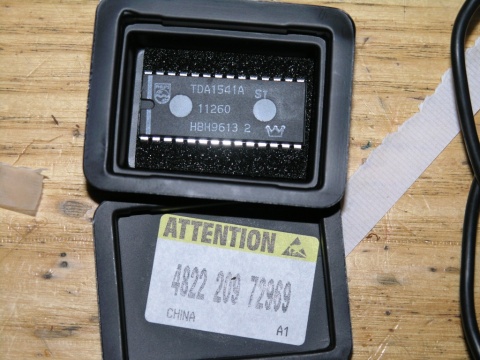 TDA1541A S1
11260
HBH9613 2
ATTENTION
4822 209 72969
CHINA
A1